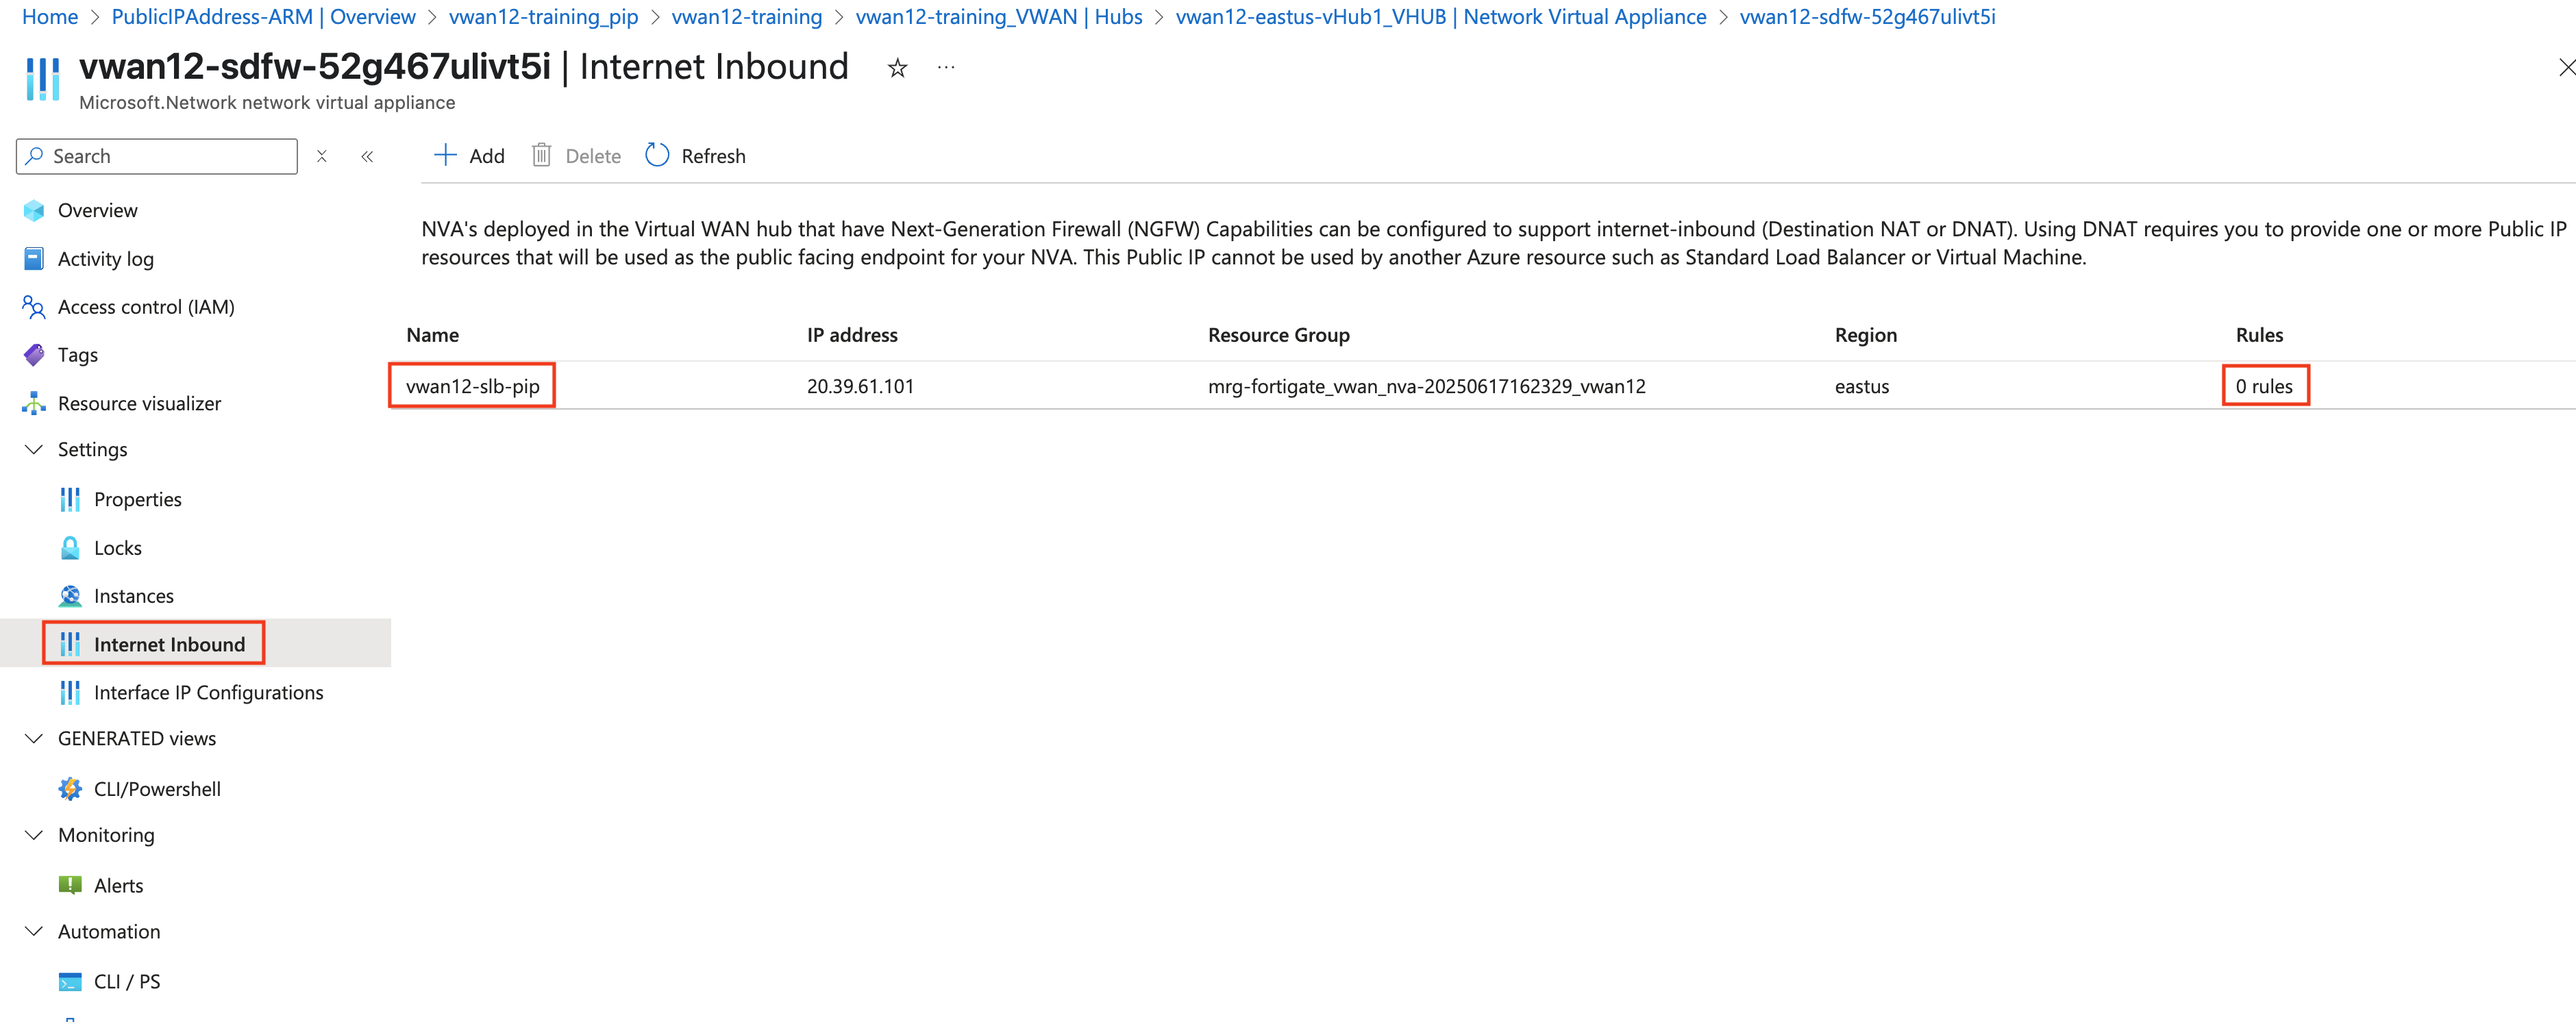 Home > PublicIPAddress-ARM | Overview > vwan12-training_pip > vwan12-training > vwan12-training_VWAN | Hubs > vwan12-eastus-vHub1_VHUB | Network Virtual Appliance > vwan12-sdfw-52g467ulivt5i
vwan12-sdfw-52g467ulivt5i | Internet Inbound
Microsoft.Network network virtual appliance
Search
Add Delete Refresh
Overview
Activity log
Access control (IAM)
Tags
Resource visualizer
Settings
Properties
Locks
Instances
Internet Inbound
Interface IP Configurations
GENERATED views
CLI/Powershell
Monitoring
Alerts
Automation
CLI / PS
NVA's deployed in the Virtual WAN hub that have Next-Generation Firewall (NGFW) Capabilities can be configured to support internet-inbound (Destination NAT or DNAT). Using DNAT requires you to provide one or more Public IP
resources that will be used as the public facing endpoint for your NVA. This Public IP cannot be used by another Azure resource such as Standard Load Balancer or Virtual Machine.
Name IP address Resource Group Region Rules
vwan12-slb-pip 20.39.61.101 mrg-fortigate_vwan_nva-20250617162329_vwan12 eastus 0 rules